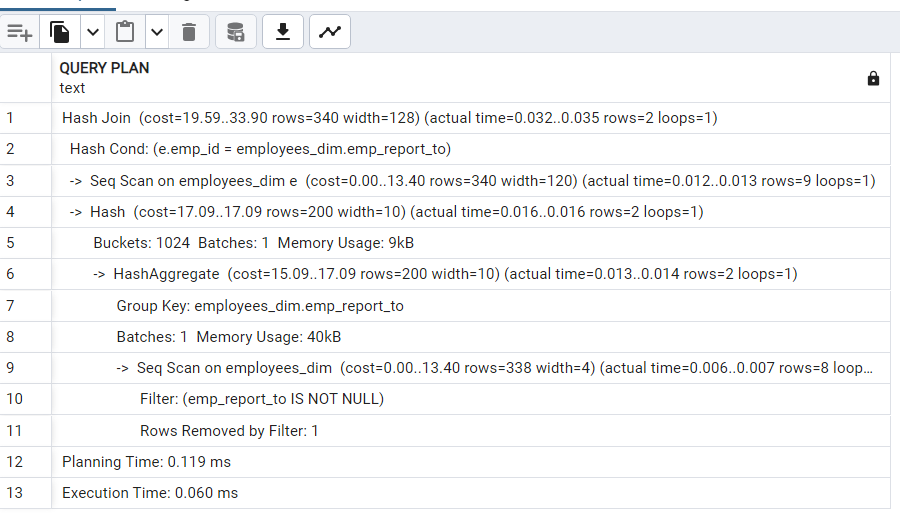 QUERY PLAN
text
1 Hash Join (cost=19.59..33.90 rows=340 width=128) (actual time=0.032..0.035 rows=2 loops=1)
2 Hash Cond: (e.emp_id = employees_dim.emp_report_to)
3 -> Seq Scan on employees_dim e (cost=0.00..13.40 rows=340 width=120) (actual time=0.012..0.013 rows=9 loops=1)
4 -> Hash (cost=17.09..17.09 rows=200 width=10) (actual time=0.016..0.016 rows=2 loops=1)
5 Buckets: 1024 Batches: 1 Memory Usage: 9kB
6 -> HashAggregate (cost=15.09..17.09 rows=200 width=10) (actual time=0.013..0.014 rows=2 loops=1)
7 Group Key: employees_dim.emp_report_to
8 Batches: 1 Memory Usage: 40kB
9 -> Seq Scan on employees_dim (cost=0.00..13.40 rows=338 width=4) (actual time=0.006..0.007 rows=8 loop...
10 Filter: (emp_report_to IS NOT NULL)
11 Rows Removed by Filter: 1
12 Planning Time: 0.119 ms
13 Execution Time: 0.060 ms